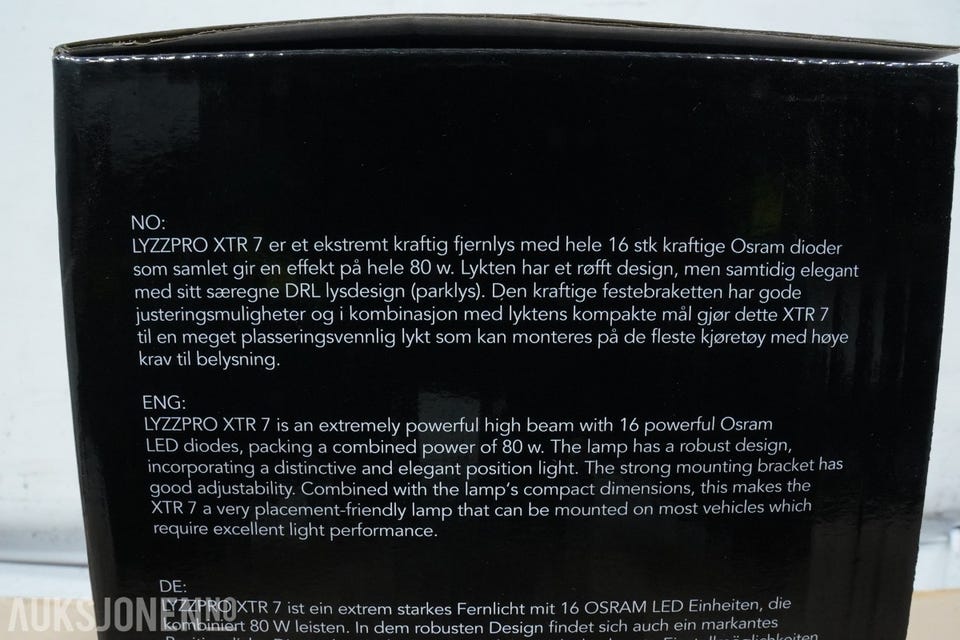 NO:
LYZZPRO XTR 7 er et ekstremt kraftig fjernlys med hele 16 stk kraftige Osram dioder
som samlet gir en effekt på hele 80 w. Lykten har et røfft design, men samtidig elegant
med sitt særegne DRL lysdesign (parklys). Den kraftige festebraketten har gode
justeringsmuligheter og i kombinasjon med lyktens kompakte mål gjør dette XTR 7
til en meget plasseringsvennlig lykt som kan monteres på de fleste kjøretøy med høye
krav til belysning.
ENG:
LYZZPRO XTR 7 is an extremely powerful high beam with 16 powerful Osram
LED diodes, packing a combined power of 80 w. The lamp has a robust design,
incorporating a distinctive and elegant position light. The strong mounting bracket has
good adjustability. Combined with the lamp's compact dimensions, this makes the
XTR 7 a very placement-friendly lamp that can be mounted on most vehicles which
require excellent light performance.
DE:
LYZZPRO XTR 7 ist ein extrem starkes Fernlicht mit 16 OSRAM LED Einheiten, die
kombiniert 80 W leisten. In dem robusten Design findet sich auch ein markantes
AUKSJONEN.NO